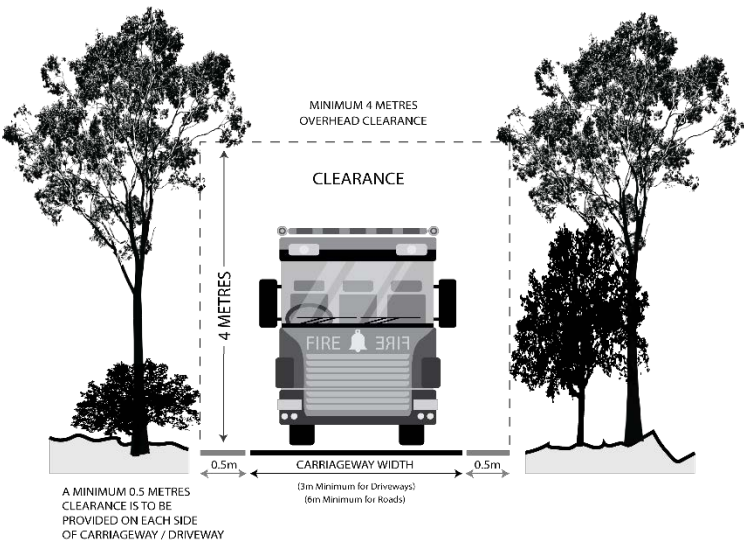 MINIMUM 4 METRES
OVERHEAD CLEARANCE
CLEARANCE
4 METRES
FIRE FIRE
0.5m
CARRIAGEWAY WIDTH
0.5m
(3m Minimum for Driveways)
(6m Minimum for Roads)
A MINIMUM 0.5 METRES
CLEARANCE IS TO BE
PROVIDED ON EACH SIDE
OF CARRIAGEWAY / DRIVEWAY